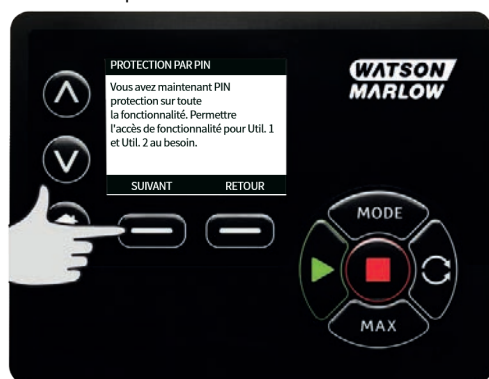 PROTECTION PAR PIN
Vous avez maintenant PIN
protection sur toute
la fonctionnalité. Permettre
l'accès de fonctionnalité pour Util. 1
et Util. 2 au besoin.
SUIVANT RETOUR
WATSON
MARLOW
MODE
MAX